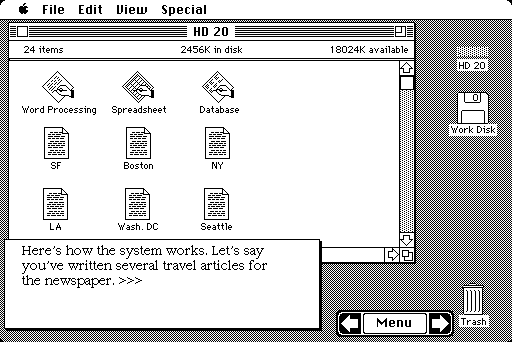 File Edit View Special
HD 20
24 items 2456K in disk 18024K available
HD 20
Word Processing Spreadsheet Database
Work Disk
SF Boston NY
LA Wash. DC Seattle
Here's how the system works. Let's say
you've written several travel articles for
the newspaper. >>>
Menu
Trash